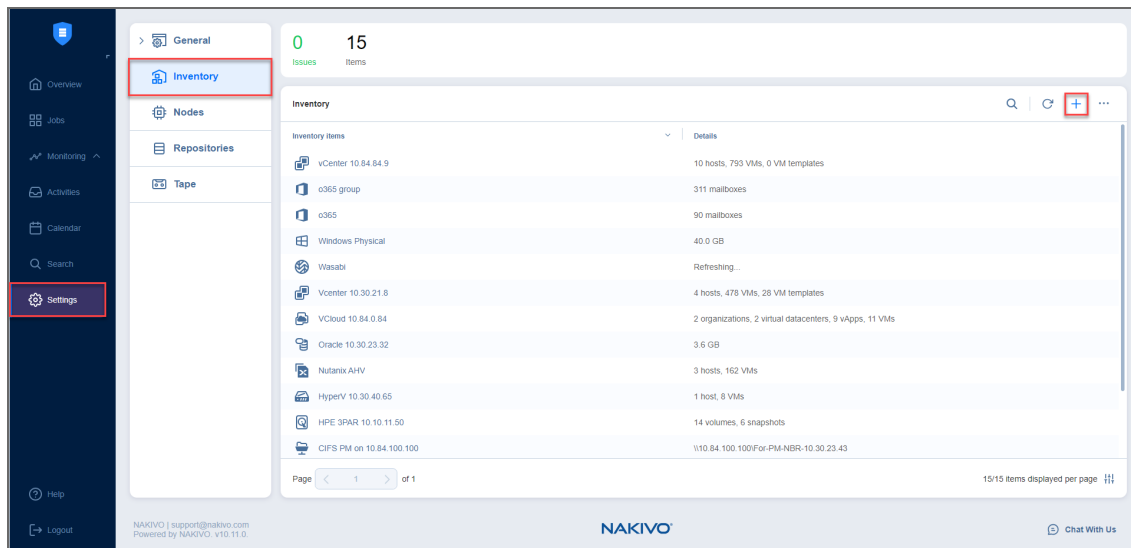 Overview
Jobs
Monitoring
Activities
Calendar
Search
Settings
Help
Logout
General
Inventory
Nodes
Repositories
Tape
0
Issues
15
Items
Inventory
Inventory items Details
vCenter 10.84.84.9 10 hosts, 793 VMs, 0 VM templates
o365 group 311 mailboxes
o365 90 mailboxes
Windows Physical 40.0 GB
Wasabi Refreshing...
Vcenter 10.30.21.8 4 hosts, 478 VMs, 28 VM templates
VCloud 10.84.0.84 2 organizations, 2 virtual datacenters, 9 vApps, 11 VMs
Oracle 10.30.23.32 3.6 GB
Nutanix AHV 3 hosts, 162 VMs
HyperV 10.30.40.65 1 host, 8 VMs
HPE 3PAR 10.10.11.50 14 volumes, 6 snapshots
CIFS PM on 10.84.100.100 \\10.84.100.100\For-PM-NBR-10.30.23.43
Page 1 of 1 15/15 items displayed per page
NAKIVO | support@nakivo.com
Powered by NAKIVO. v10.11.0.
NAKIVO®
Chat With Us